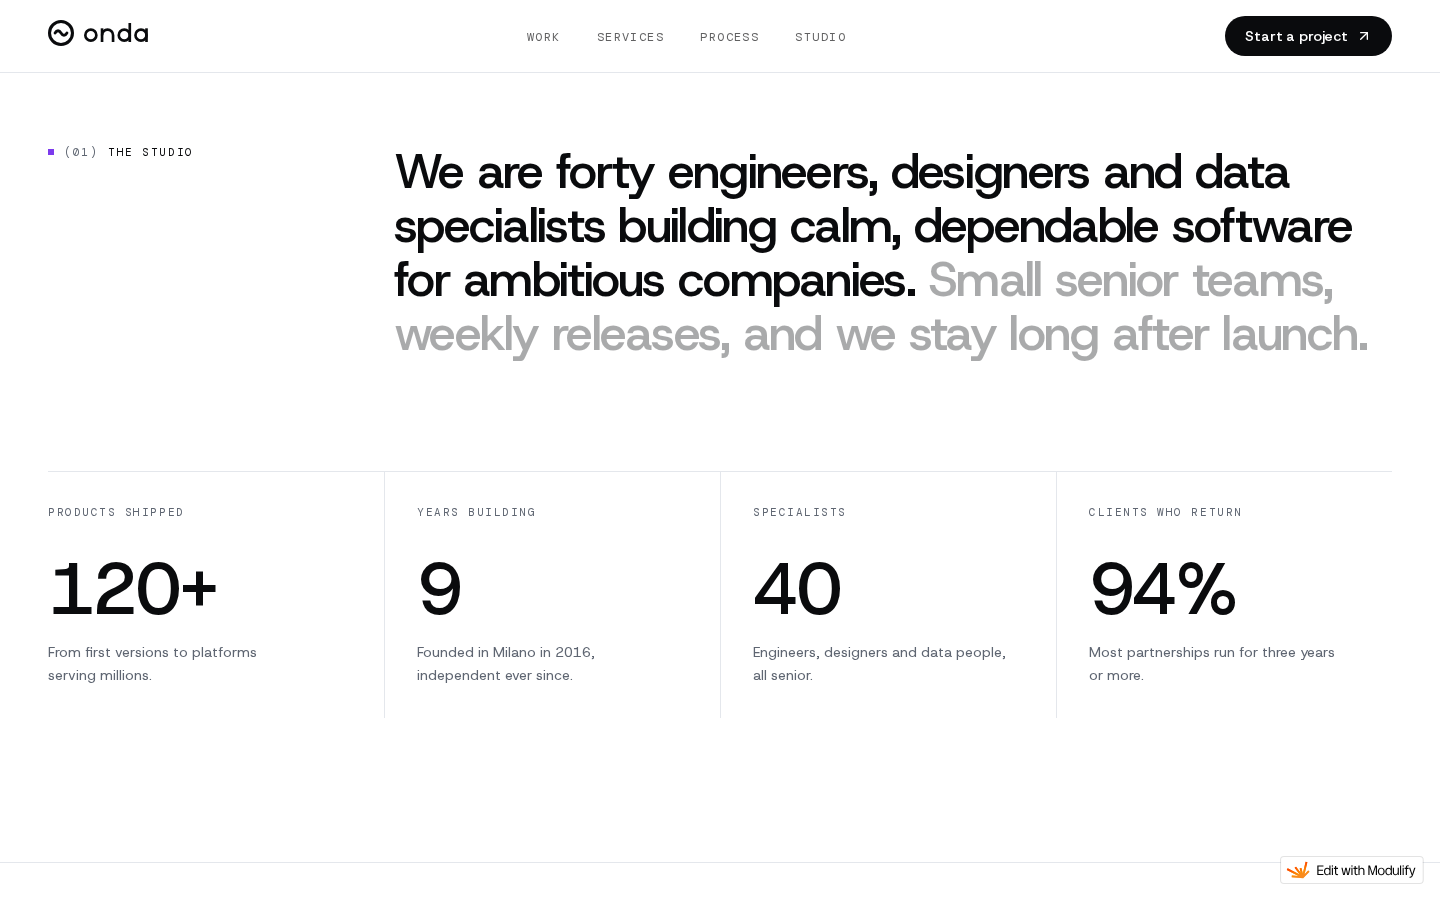 onda
WORK
SERVICES
PROCESS
STUDIO
Start a project
(01) THE STUDIO
We are forty engineers, designers and data
specialists building calm, dependable software
for ambitious companies. Small senior teams,
weekly releases, and we stay long after launch.
PRODUCTS SHIPPED
120+
From first versions to platforms
serving millions.
YEARS BUILDING
9
Founded in Milano in 2016,
independent ever since.
SPECIALISTS
40
Engineers, designers and data people,
all senior.
CLIENTS WHO RETURN
94%
Most partnerships run for three years
or more.
Edit with Modulify